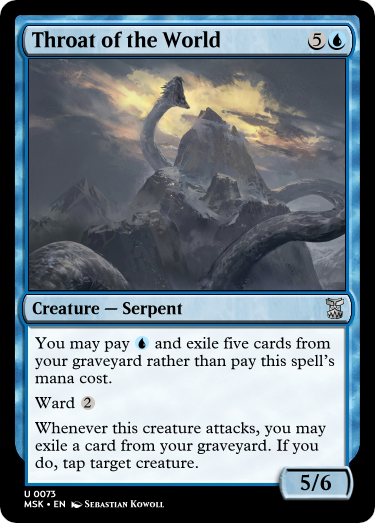 Throat of the World 5
Creature — Serpent
You may pay and exile five cards from
your graveyard rather than pay this spell's
mana cost.
Ward 2
Whenever this creature attacks, you may
exile a card from your graveyard. If you
do, tap target creature.
5/6
U 0073
MSK • EN Sebastian Kowoll